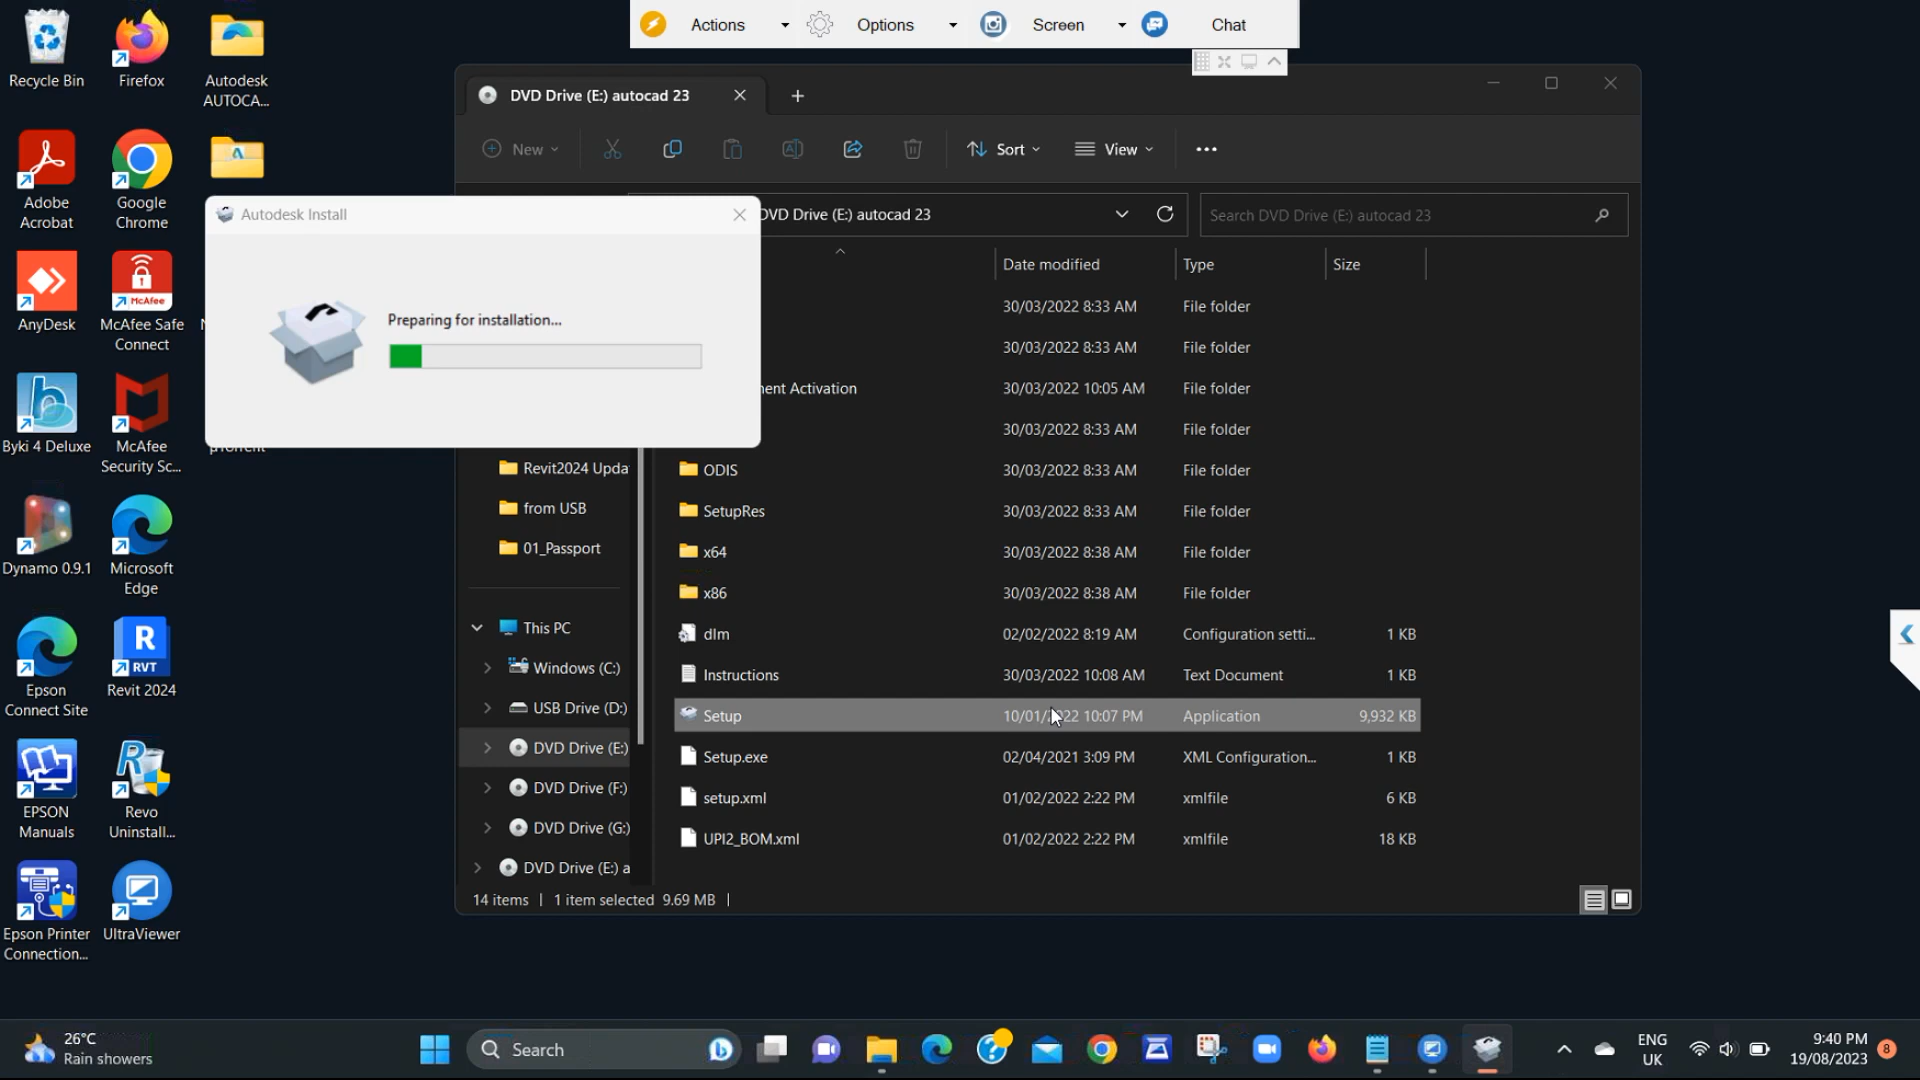 Actions
Options
Screen
Chat
Recycle Bin
Firefox
Autodesk
AUTOCA...
Adobe
Acrobat
Google
Chrome
AnyDesk
McAfee
McAfee Safe
Connect
Byki 4 Deluxe
McAfee
Security Sc...
Dynamo 0.9.1
Microsoft
Edge
Epson
Connect Site
R
RVT
Revit 2024
EPSON
Manuals
Revo
Uninstall...
Epson Printer
Connection...
UltraViewer
Autodesk Install
Preparing for installation...
DVD Drive (E:) autocad 23
New
Sort
View
DVD Drive (E:) autocad 23
Search DVD Drive (E:) autocad 23
Date modified Type Size
30/03/2022 8:33 AM File folder
30/03/2022 8:33 AM File folder
ent Activation 30/03/2022 10:05 AM File folder
30/03/2022 8:33 AM File folder
ODIS 30/03/2022 8:33 AM File folder
SetupRes 30/03/2022 8:33 AM File folder
x64 30/03/2022 8:38 AM File folder
x86 30/03/2022 8:38 AM File folder
dlm 02/02/2022 8:19 AM Configuration setti... 1 KB
Instructions 30/03/2022 10:08 AM Text Document 1 KB
Setup 10/01/2022 10:07 PM Application 9,932 KB
Setup.exe 02/04/2021 3:09 PM XML Configuration... 1 KB
setup.xml 01/02/2022 2:22 PM xmlfile 6 KB
UPI2_BOM.xml 01/02/2022 2:22 PM xmlfile 18 KB
Revit2024 Upda
from USB
01_Passport
This PC
Windows (C:)
USB Drive (D:)
DVD Drive (E:)
DVD Drive (F:)
DVD Drive (G:)
DVD Drive (E:) a
14 items | 1 item selected 9.69 MB |
26°C
Rain showers
Search
ENG
UK
9:40 PM
19/08/2023
8